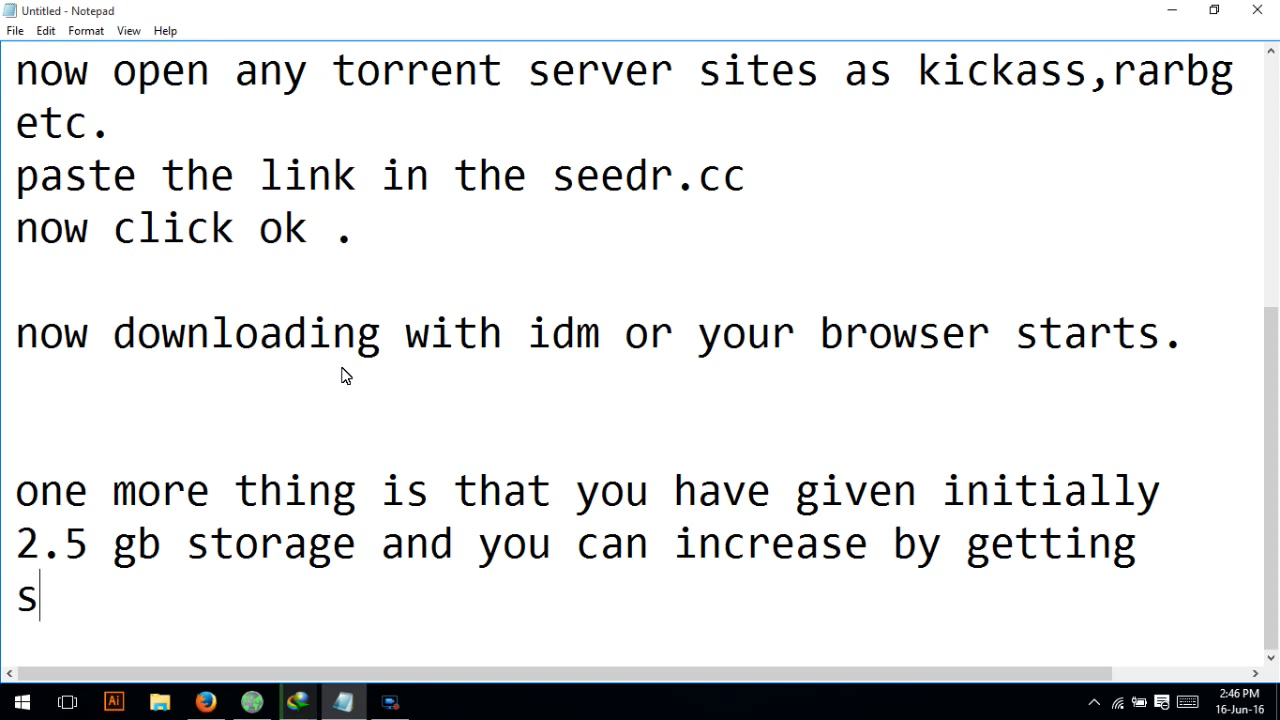 Untitled - Notepad
File Edit Format View Help
now open any torrent server sites as kickass,rarbg
etc.
paste the link in the seedr.cc
now click ok .
now downloading with idm or your browser starts.
one more thing is that you have given initially
2.5 gb storage and you can increase by getting
s
Ai
2:46 PM
16-Jun-16